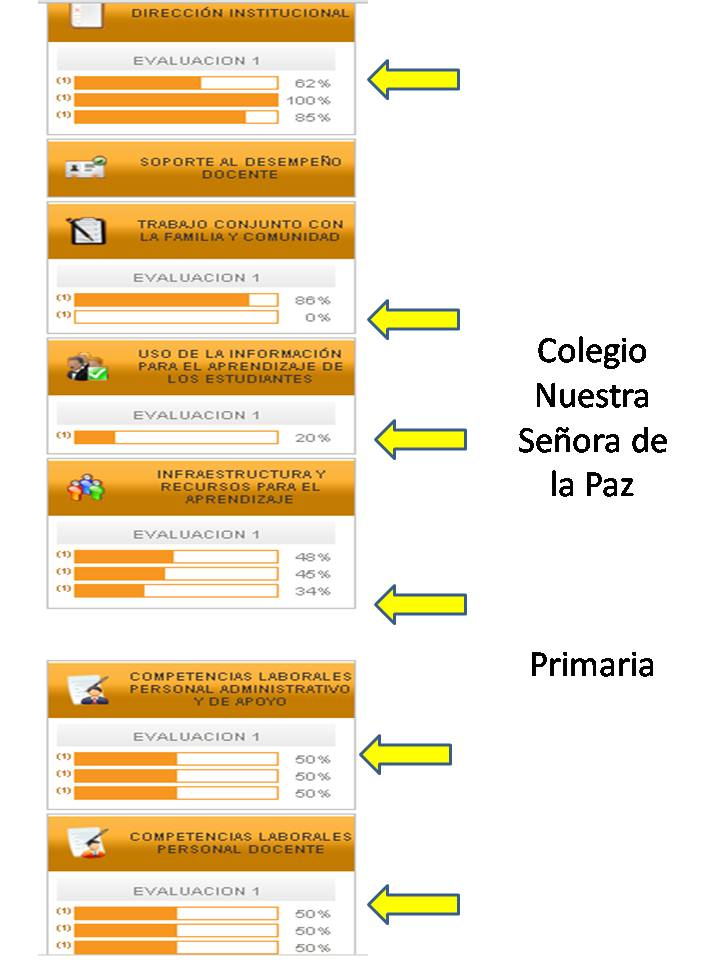 DIRECCIÓN INSTITUCIONAL
EVALUACION 1
(1) 62%
(1) 100%
(1) 85%
SOPORTE AL DESEMPEÑO
DOCENTE
TRABAJO CONJUNTO CON
LA FAMILIA Y COMUNIDAD
EVALUACION 1
(1) 86%
(1) 0%
USO DE LA INFORMACIÓN
PARA EL APRENDIZAJE DE
LOS ESTUDIANTES
EVALUACION 1
(1) 20%
INFRAESTRUCTURA Y
RECURSOS PARA EL
APRENDIZAJE
EVALUACION 1
(1) 48%
(1) 45%
(1) 34%
COMPETENCIAS LABORALES
PERSONAL ADMINISTRATIVO
Y DE APOYO
EVALUACION 1
(1) 50%
(1) 50%
(1) 50%
COMPETENCIAS LABORALES
PERSONAL DOCENTE
EVALUACION 1
(1) 50%
(1) 50%
(1) 50%
Colegio
Nuestra
Señora de
la Paz
Primaria